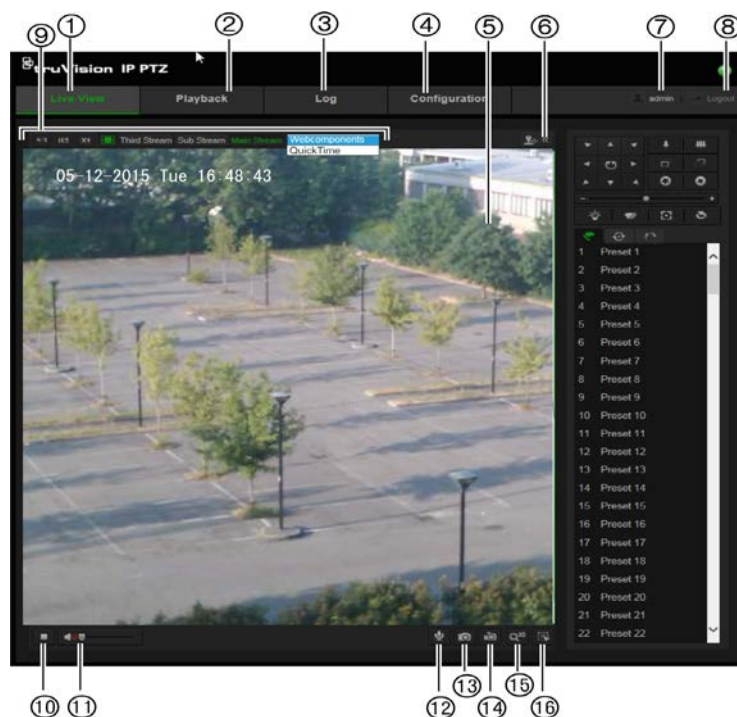 ⑨ ① ② ③ ④ ⑤ ⑥ ⑦ ⑧
truVision IP PTZ
Live View Playback Log Configuration admin Logout
4:3 16:9 X1 Third Stream Sub Stream Main Stream Webcomponents
QuickTime
05-12-2015 Tue 16:48:43
1 Preset 1
2 Preset 2
3 Preset 3
4 Preset 4
5 Preset 5
6 Preset 6
7 Preset 7
8 Preset 8
9 Preset 9
10 Preset 10
11 Preset 11
12 Preset 12
13 Preset 13
14 Preset 14
15 Preset 15
16 Preset 16
17 Preset 17
18 Preset 18
19 Preset 19
20 Preset 20
21 Preset 21
22 Preset 22
⑩ ⑪ ⑫ ⑬ ⑭ ⑮ ⑯